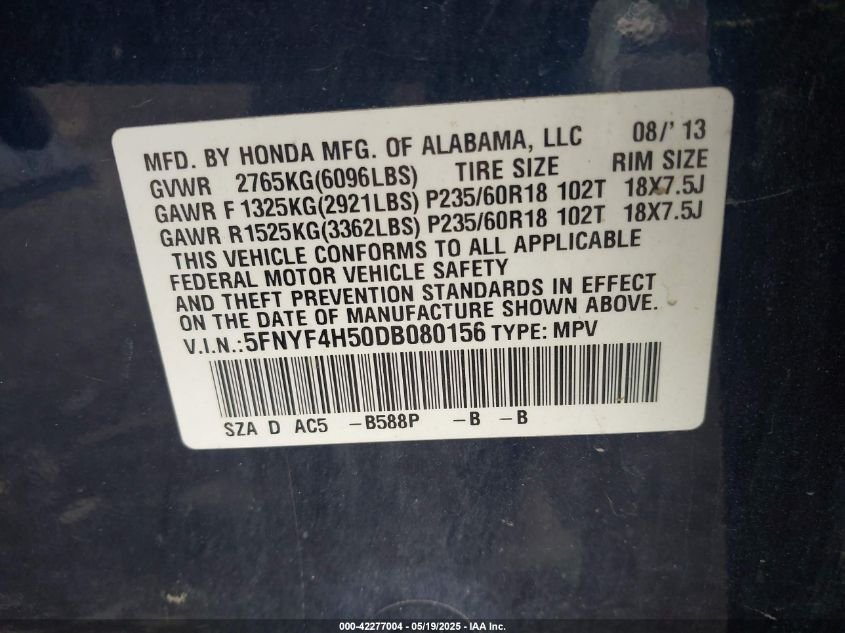 MFD. BY HONDA MFG. OF ALABAMA, LLC 08/' 13
GVWR 2765KG(6096LBS) TIRE SIZE RIM SIZE
GAWR F 1325KG(2921LBS) P235/60R18 102T 18X7.5J
GAWR R1525KG(3362LBS) P235/60R18 102T 18X7.5J
THIS VEHICLE CONFORMS TO ALL APPLICABLE
FEDERAL MOTOR VEHICLE SAFETY
AND THEFT PREVENTION STANDARDS IN EFFECT
ON THE DATE OF MANUFACTURE SHOWN ABOVE.
V.I.N.:5FNYF4H50DB080156 TYPE: MPV
SZA D AC5 -B588P -B -B
000-42277004 - 05/19/2025 - IAA Inc.